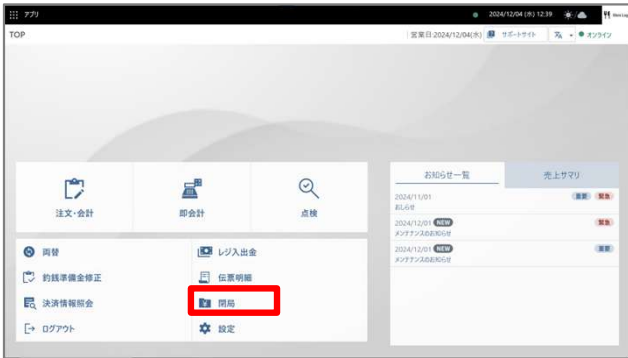 アプリ
2024/12/04 (水) 12:39
TOP
営業日:2024/12/04(水)
サポートサイト
オンライン
注文・会計
即会計
点検
両替
レジ入出金
釣銭準備金修正
伝票明細
決済情報照会
閉局
ログアウト
設定
お知らせ一覧
売上サマリ
2024/11/01
重要
緊急
おしらせ
2024/12/01 NEW
緊急
メンテナンスのお知らせ
2024/12/01 NEW
重要
メンテナンスのお知らせ